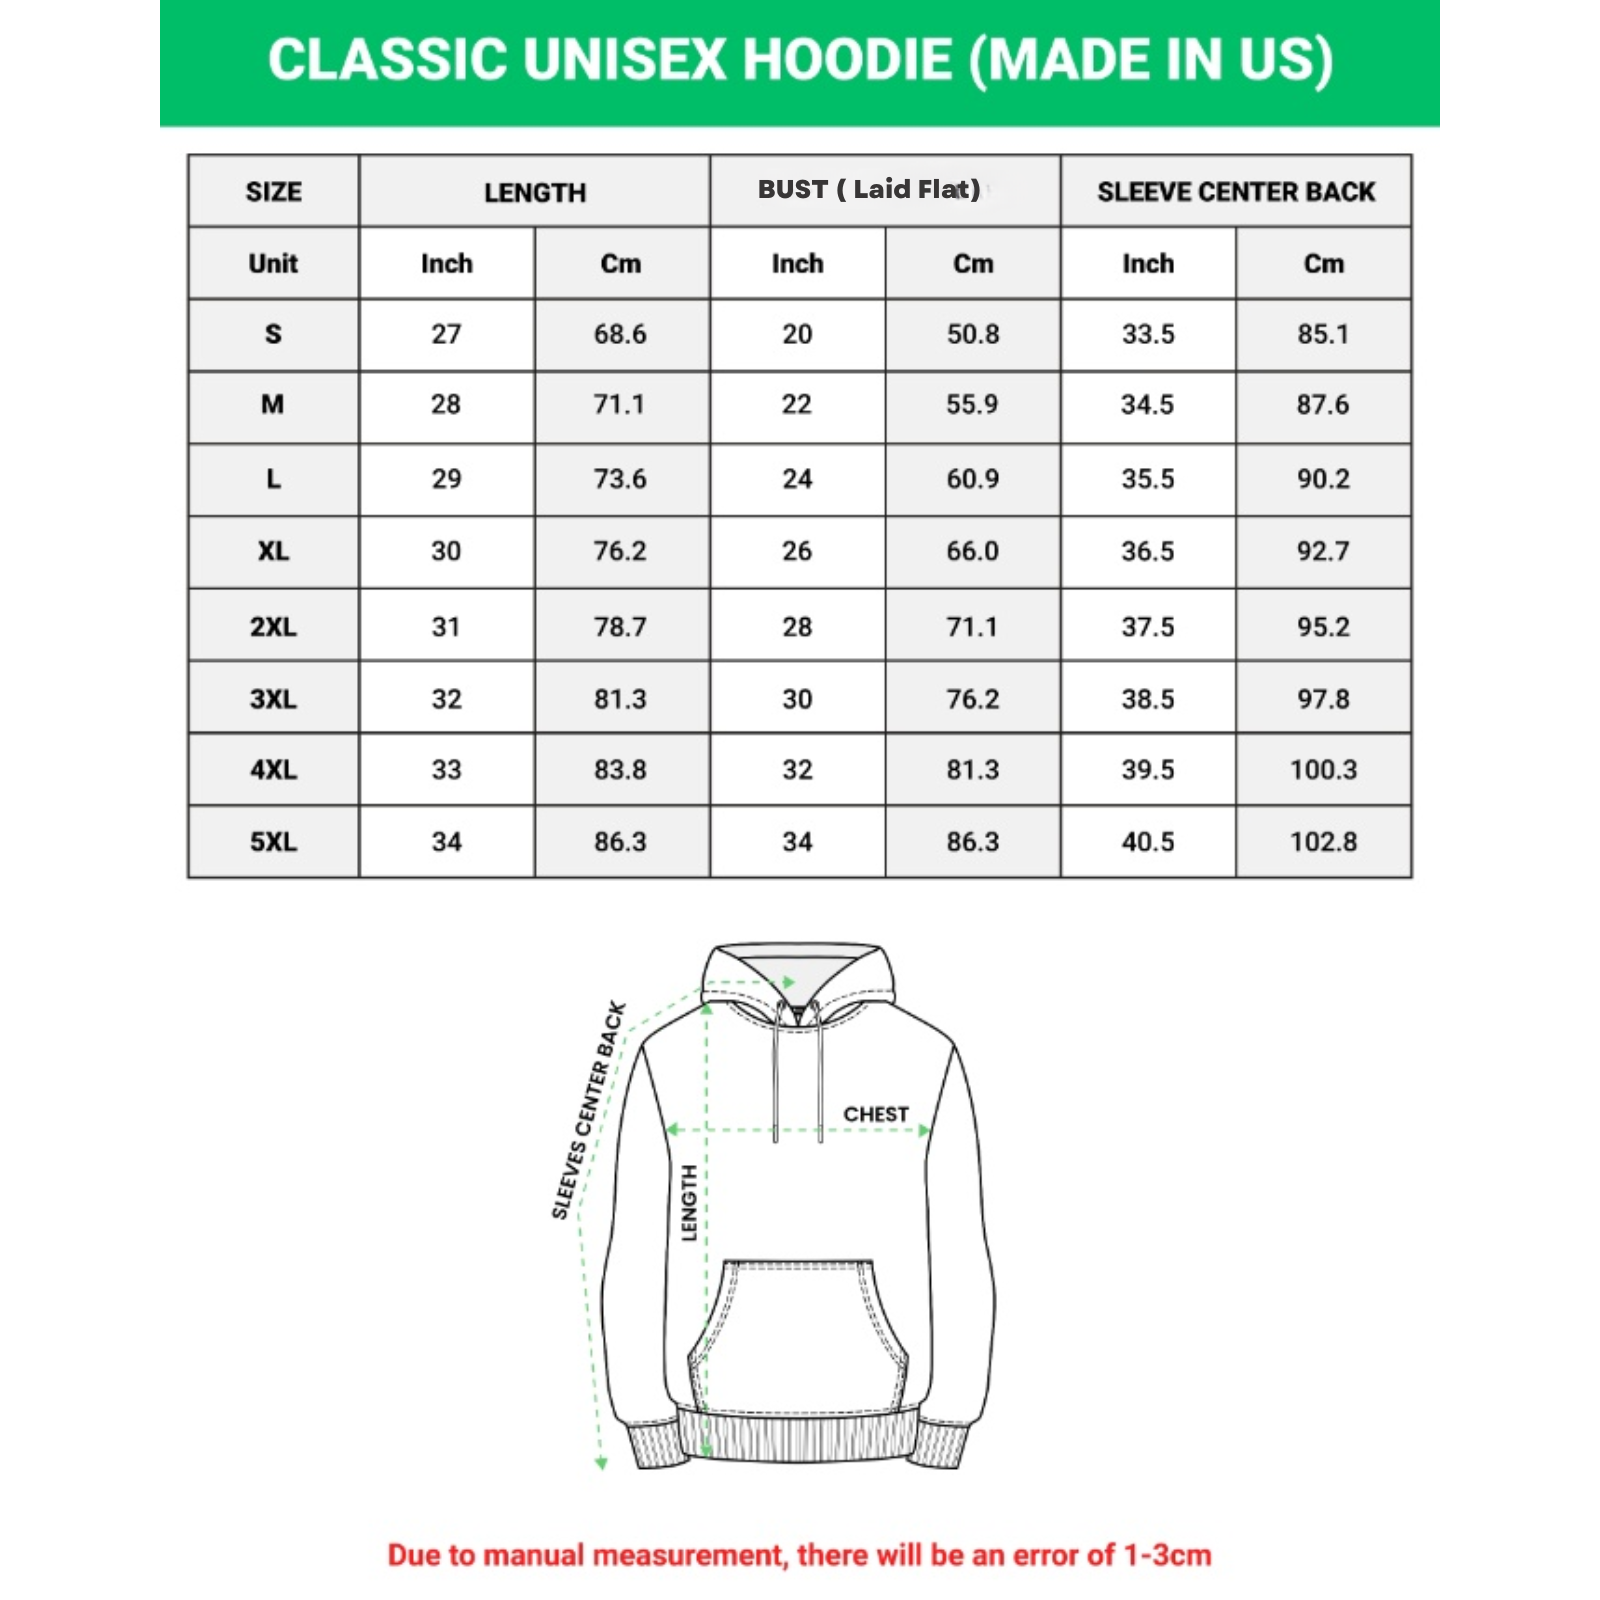 CLASSIC UNISEX HOODIE (MADE IN US)
SIZE LENGTH BUST ( Laid Flat) SLEEVE CENTER BACK
Unit Inch Cm Inch Cm Inch Cm
S 27 68.6 20 50.8 33.5 85.1
M 28 71.1 22 55.9 34.5 87.6
L 29 73.6 24 60.9 35.5 90.2
XL 30 76.2 26 66.0 36.5 92.7
2XL 31 78.7 28 71.1 37.5 95.2
3XL 32 81.3 30 76.2 38.5 97.8
4XL 33 83.8 32 81.3 39.5 100.3
5XL 34 86.3 34 86.3 40.5 102.8
SLEEVES CENTER BACK
CHEST
LENGTH
Due to manual measurement, there will be an error of 1-3cm